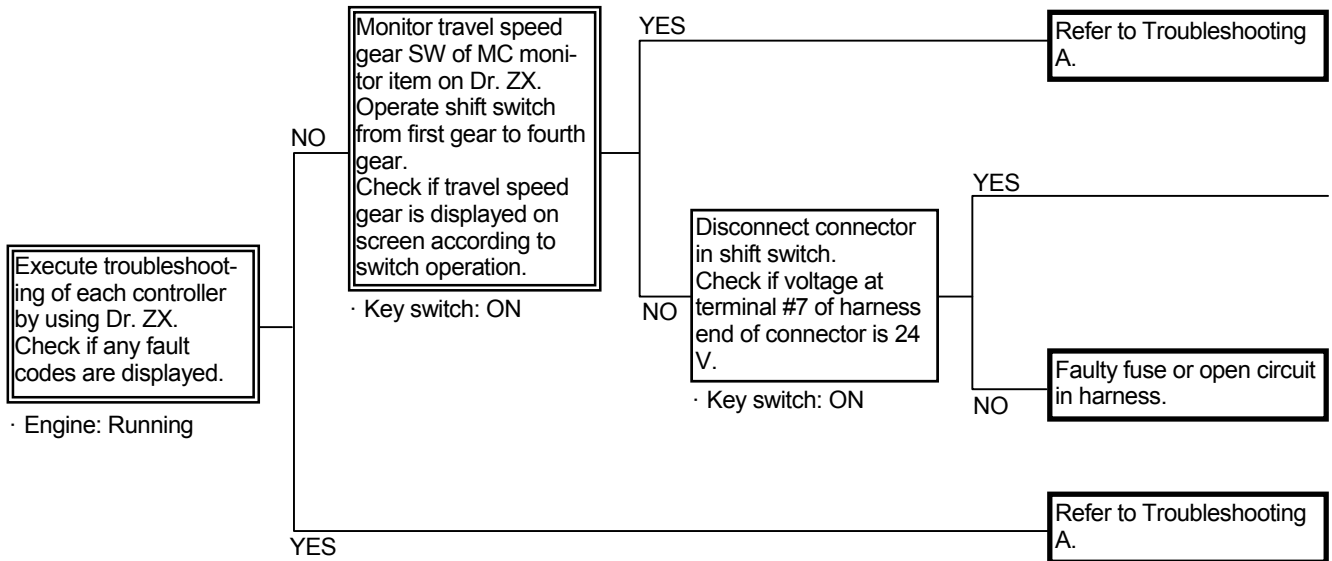 Execute troubleshoot-
ing of each controller
by using Dr. ZX.
Check if any fault
codes are displayed.
· Engine: Running
NO
YES
Monitor travel speed
gear SW of MC moni-
tor item on Dr. ZX.
Operate shift switch
from first gear to fourth
gear.
Check if travel speed
gear is displayed on
screen according to
switch operation.
· Key switch: ON
YES
NO
Refer to Troubleshooting
A.
Disconnect connector
in shift switch.
Check if voltage at
terminal #7 of harness
end of connector is 24
V.
· Key switch: ON
YES
NO
Faulty fuse or open circuit
in harness.
Refer to Troubleshooting
A.